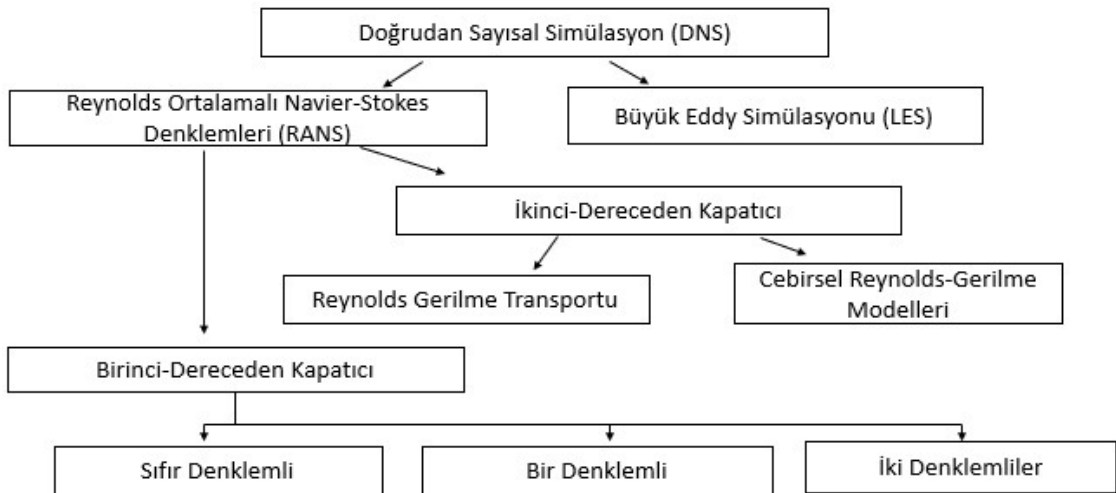 Doğrudan Sayısal Simülasyon (DNS)
Reynolds Ortalamalı Navier-Stokes
Denklemleri (RANS)
Büyük Eddy Simülasyonu (LES)
İkinci-Dereceden Kapatıcı
Reynolds Gerilme Transportu
Cebirsel Reynolds-Gerilme
Modelleri
Birinci-Dereceden Kapatıcı
Sıfır Denklemli
Bir Denklemli
İki Denklemliler